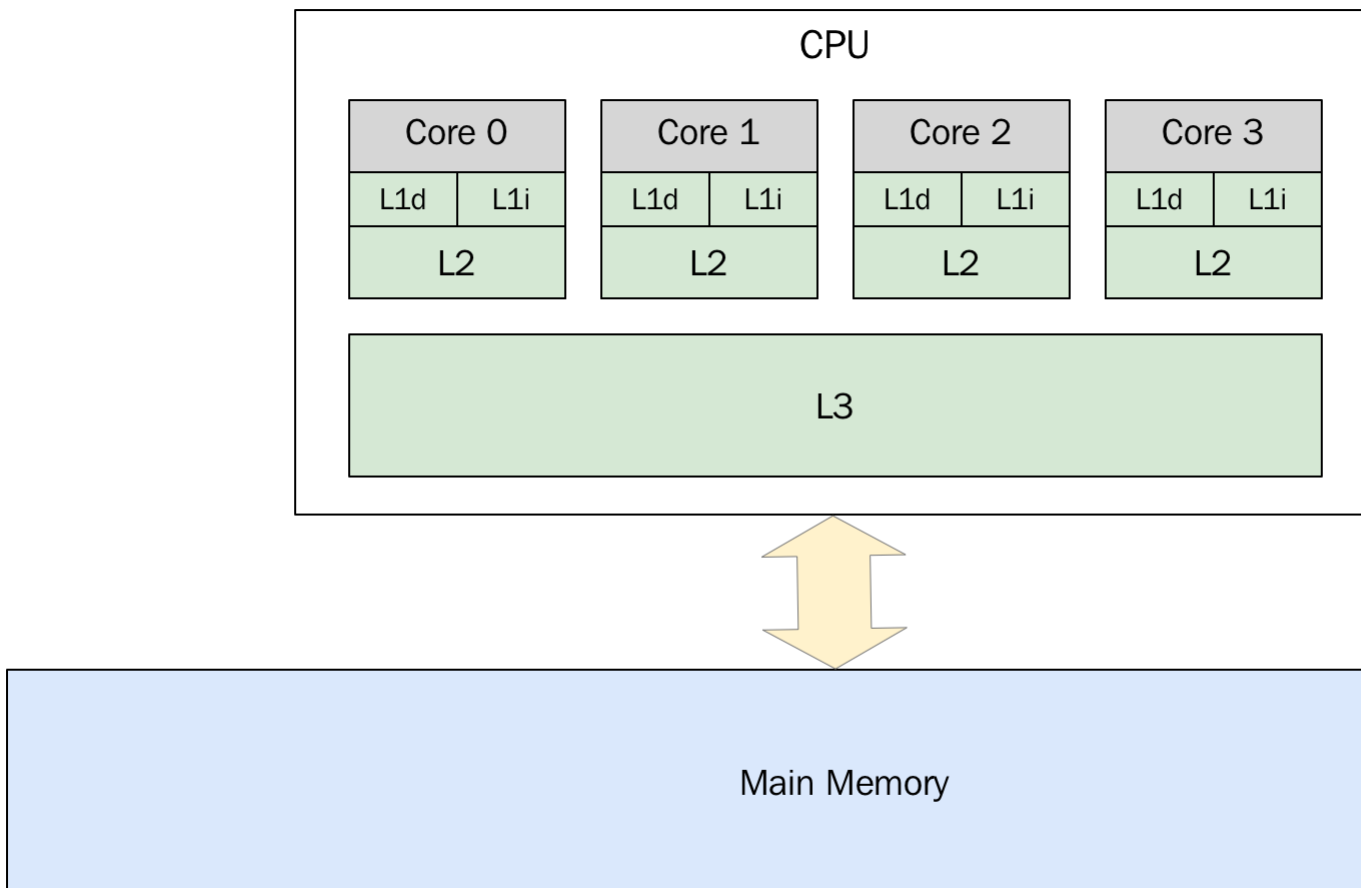 CPU
Core 0
Core 1
Core 2
Core 3
L1d
L1i
L1d
L1i
L1d
L1i
L1d
L1i
L2
L2
L2
L2
L3
Main Memory